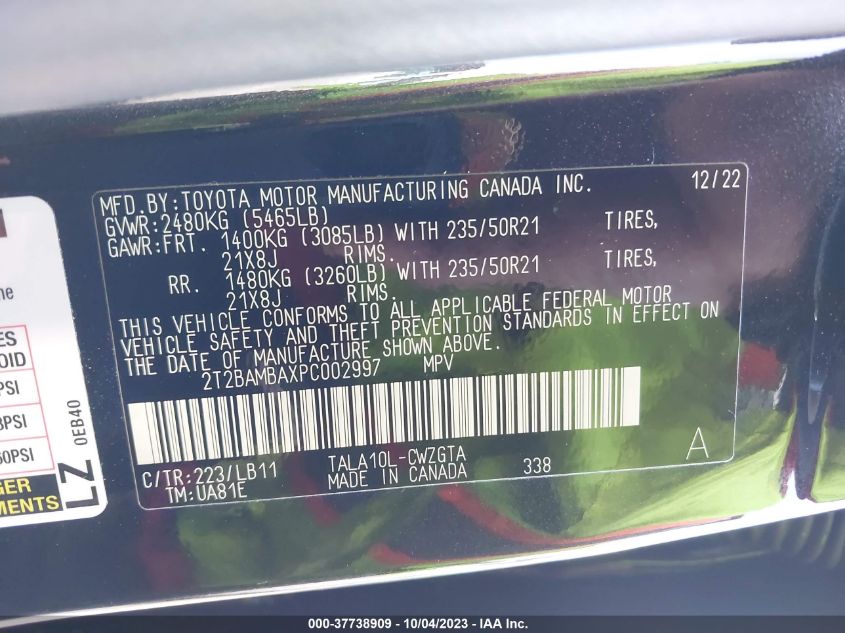 MFD.BY:TOYOTA MOTOR MANUFACTURING CANADA INC. 12/22
GVWR:2480KG (5465LB)
GAWR:FRT. 1400KG (3085LB) WITH 235/50R21 TIRES,
21X8J RIMS.
RR. 1480KG (3260LB) WITH 235/50R21 TIRES,
21X8J RIMS.
THIS VEHICLE CONFORMS TO ALL APPLICABLE FEDERAL MOTOR
VEHICLE SAFETY AND THEFT PREVENTION STANDARDS IN EFFECT ON
THE DATE OF MANUFACTURE SHOWN ABOVE.
2T2BAMBAXPC002997 MPV
C/TR:223/LB11 TALA10L-CWZGTA 338 A
TM:UA81E MADE IN CANADA
PSI
PSI
PSI
LZ 0EB40
000-37738909 - 10/04/2023 - IAA Inc.